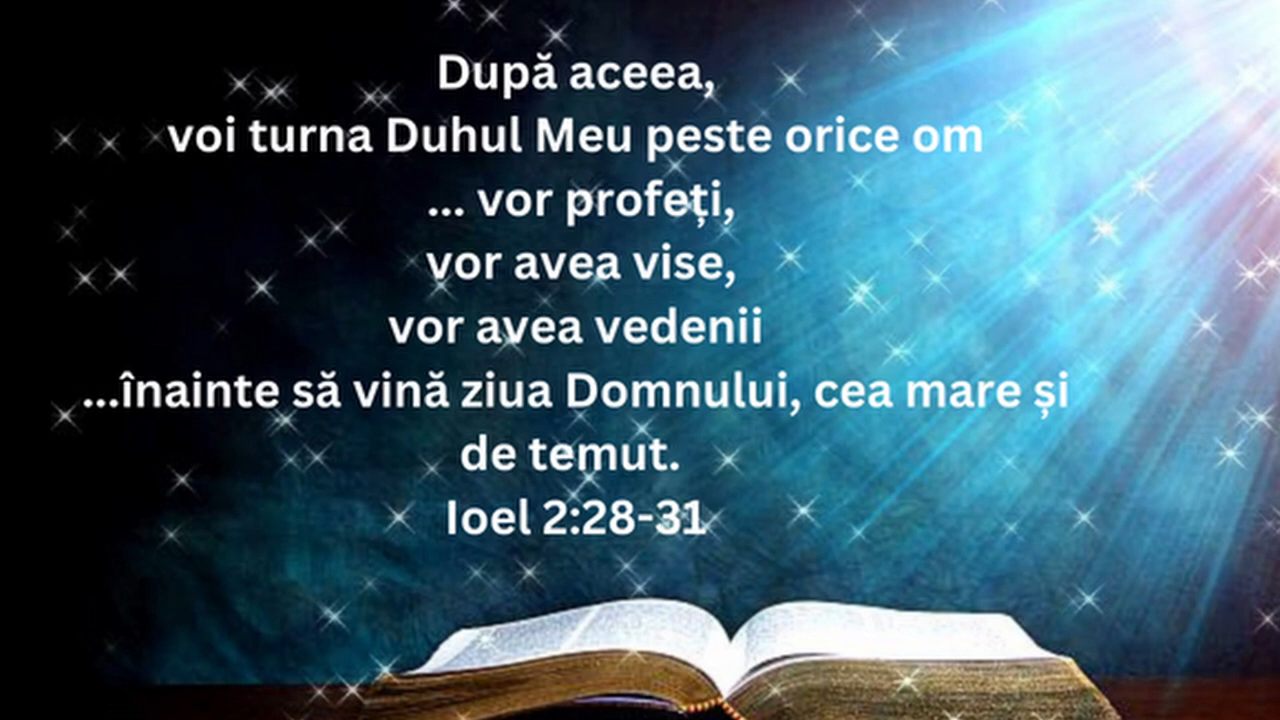 După aceea,
voi turna Duhul Meu peste orice om
... vor profeți,
vor avea vise,
vor avea vedenii
...înainte să vină ziua Domnului, cea mare și
de temut.
Ioel 2:28-31